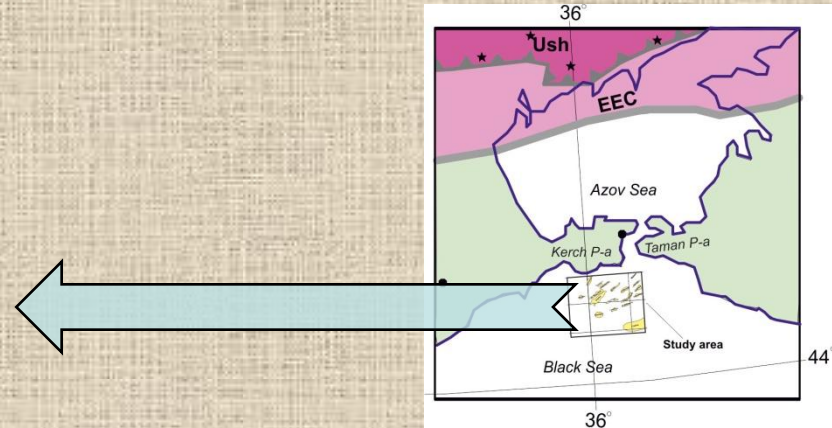 36°
Ush
EEC
Azov Sea
Kerch P-a
Taman P-a
Study area
44°
Black Sea
36°